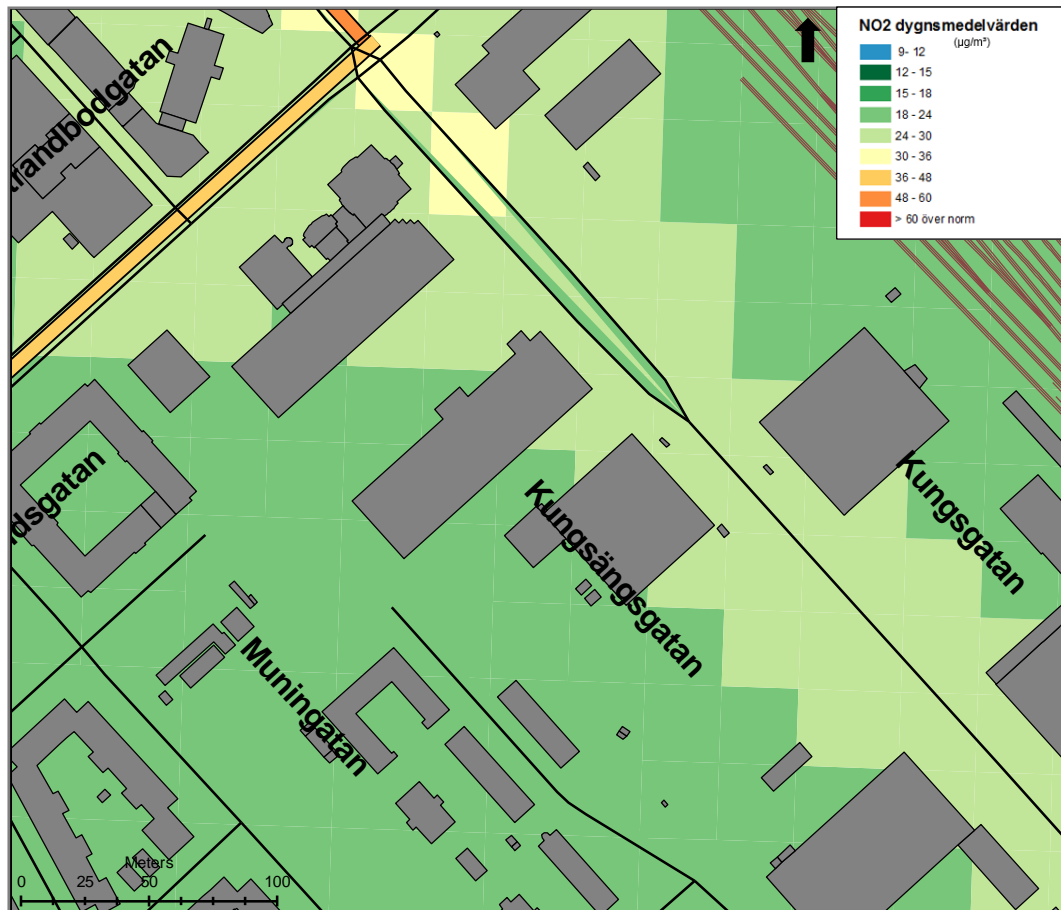 NO2 dygnsmedelvärden
(µg/m³)
9- 12
12 - 15
15 - 18
18 - 24
24 - 30
30 - 36
36 - 48
48 - 60
> 60 över norm
trandbodgatan
idsgatan
Kungsängsgatan
Kungsgatan
Muningatan
Meters
0 25 50 100